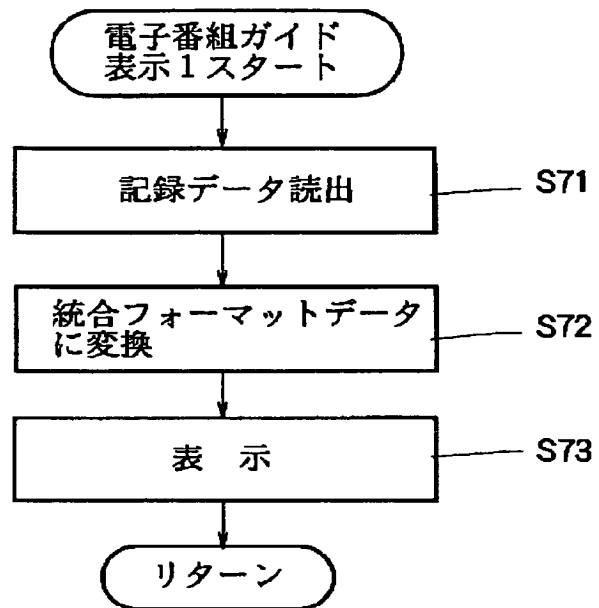 電子番組ガイド
表示1スタート
記録データ読出
S71
統合フォーマットデータ
に変換
S72
表　示
S73
リターン